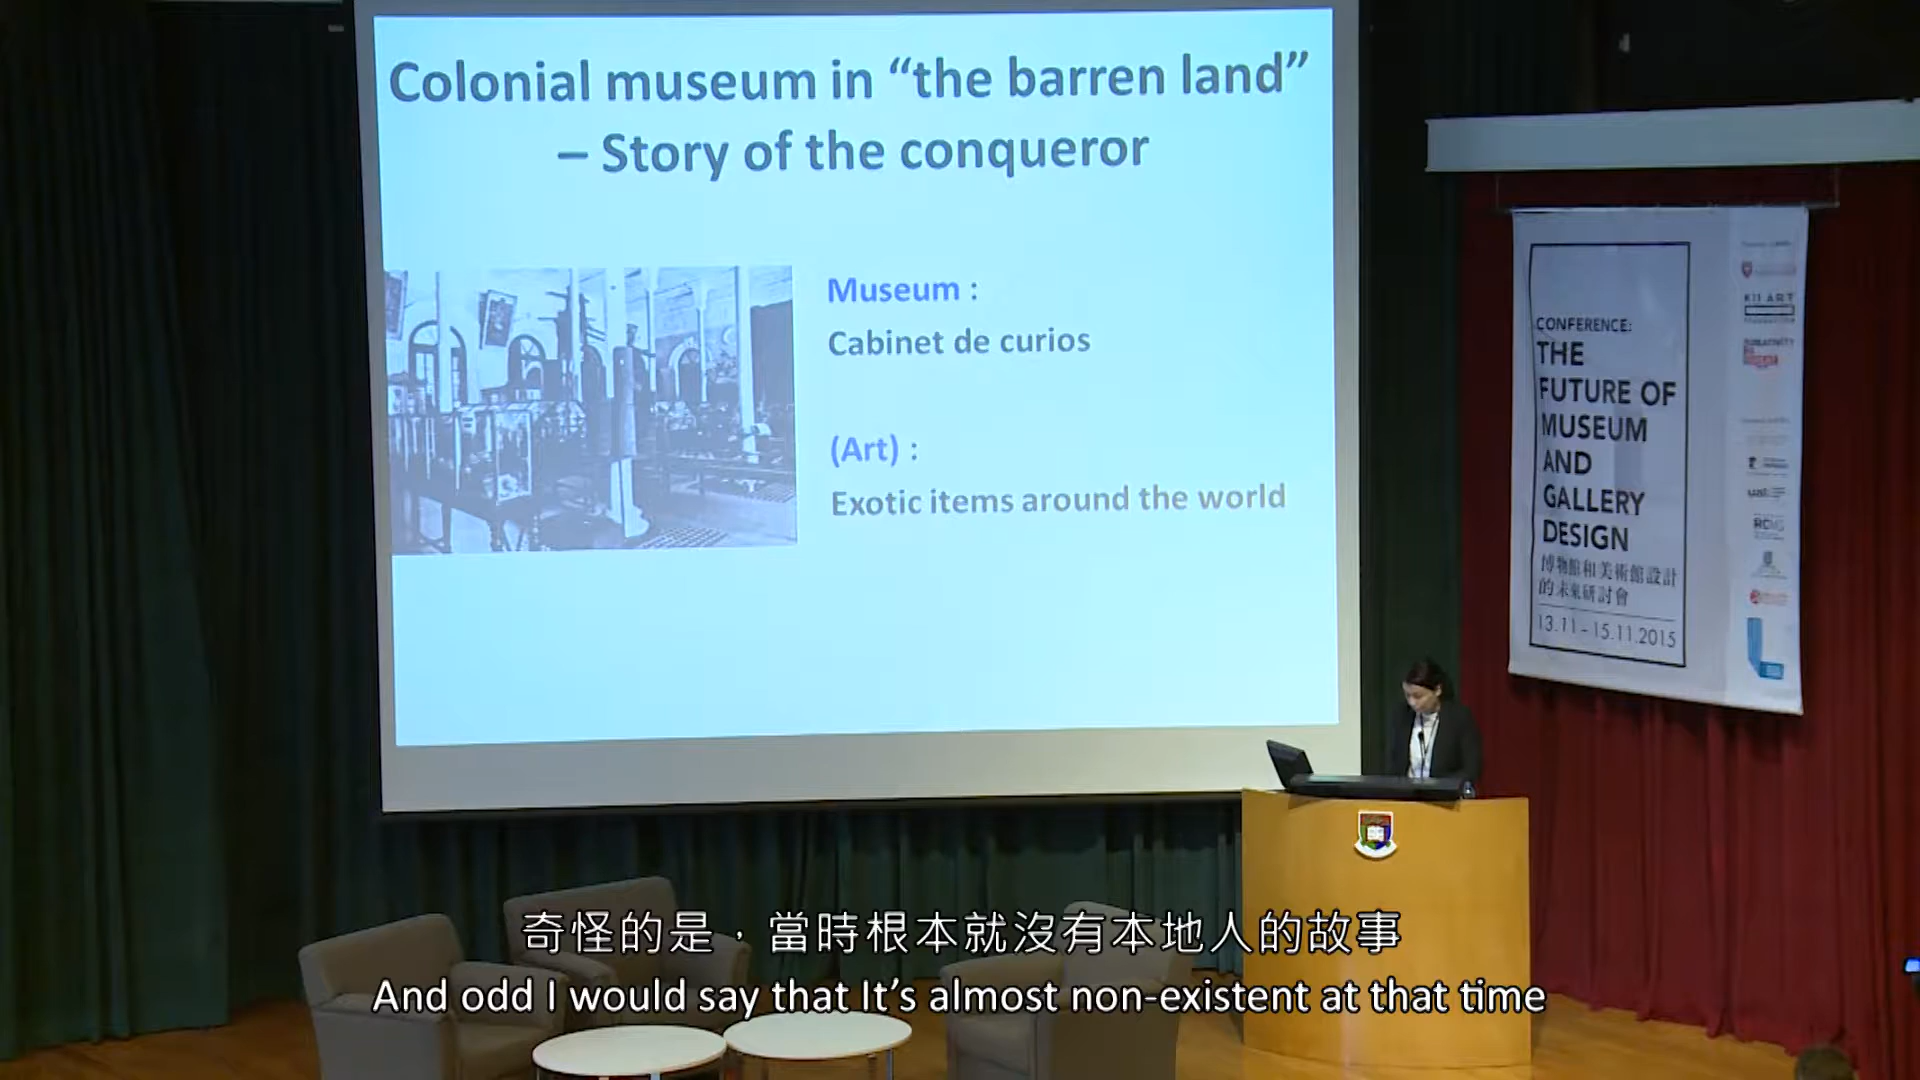 Colonial museum in “the barren land”
– Story of the conqueror
Museum :
Cabinet de curios
(Art) :
Exotic items around the world
CONFERENCE:
THE
FUTURE OF
MUSEUM
AND
GALLERY
DESIGN
博物館和美術館設計
的未來研討會
13.11 - 15.11.2015
奇怪的是，當時根本就沒有本地人的故事
And odd I would say that It’s almost non-existent at that time